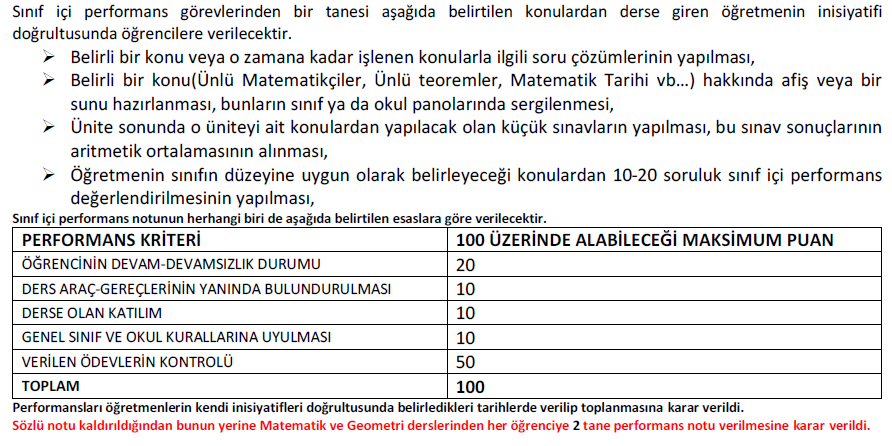 Sınıf içi performans görevlerinden bir tanesi aşağıda belirtilen konulardan derse giren öğretmenin inisiyatifi
doğrultusunda öğrencilere verilecektir.
➢ Belirli bir konu veya o zamana kadar işlenen konularla ilgili soru çözümlerinin yapılması,
➢ Belirli bir konu(Ünlü Matematikçiler, Ünlü teoremler, Matematik Tarihi vb...) hakkında afiş veya bir
sunu hazırlanması, bunların sınıf ya da okul panolarında sergilenmesi,
➢ Ünite sonunda o üniteyi ait konulardan yapılacak olan küçük sınavların yapılması, bu sınav sonuçlarının
aritmetik ortalamasının alınması,
➢ Öğretmenin sınıfın düzeyine uygun olarak belirleyeceği konulardan 10-20 soruluk sınıf içi performans
değerlendirilmesinin yapılması,
Sınıf içi performans notunun herhangi biri de aşağıda belirtilen esaslara göre verilecektir.
PERFORMANS KRİTERİ 100 ÜZERİNDE ALABİLECEĞİ MAKSİMUM PUAN
ÖĞRENCİNİN DEVAM-DEVAMSIZLIK DURUMU 20
DERS ARAÇ-GEREÇLERİNİN YANINDA BULUNDURULMASI 10
DERSE OLAN KATILIM 10
GENEL SINIF VE OKUL KURALLARINA UYULMASI 10
VERİLEN ÖDEVLERİN KONTROLÜ 50
TOPLAM 100
Performansları öğretmenlerin kendi inisiyatifleri doğrultusunda belirledikleri tarihlerde verilip toplanmasına karar verildi.
Sözlü notu kaldırıldığından bunun yerine Matematik ve Geometri derslerinden her öğrenciye 2 tane performans notu verilmesine karar verildi.